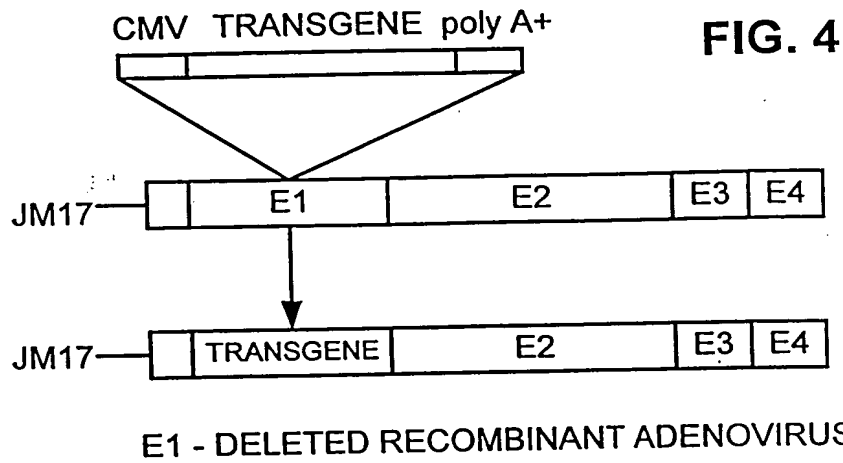 CMV TRANSGENE poly A+
FIG. 4
JM17 E1 E2 E3 E4
JM17 TRANSGENE E2 E3 E4
E1 - DELETED RECOMBINANT ADENOVIRUS